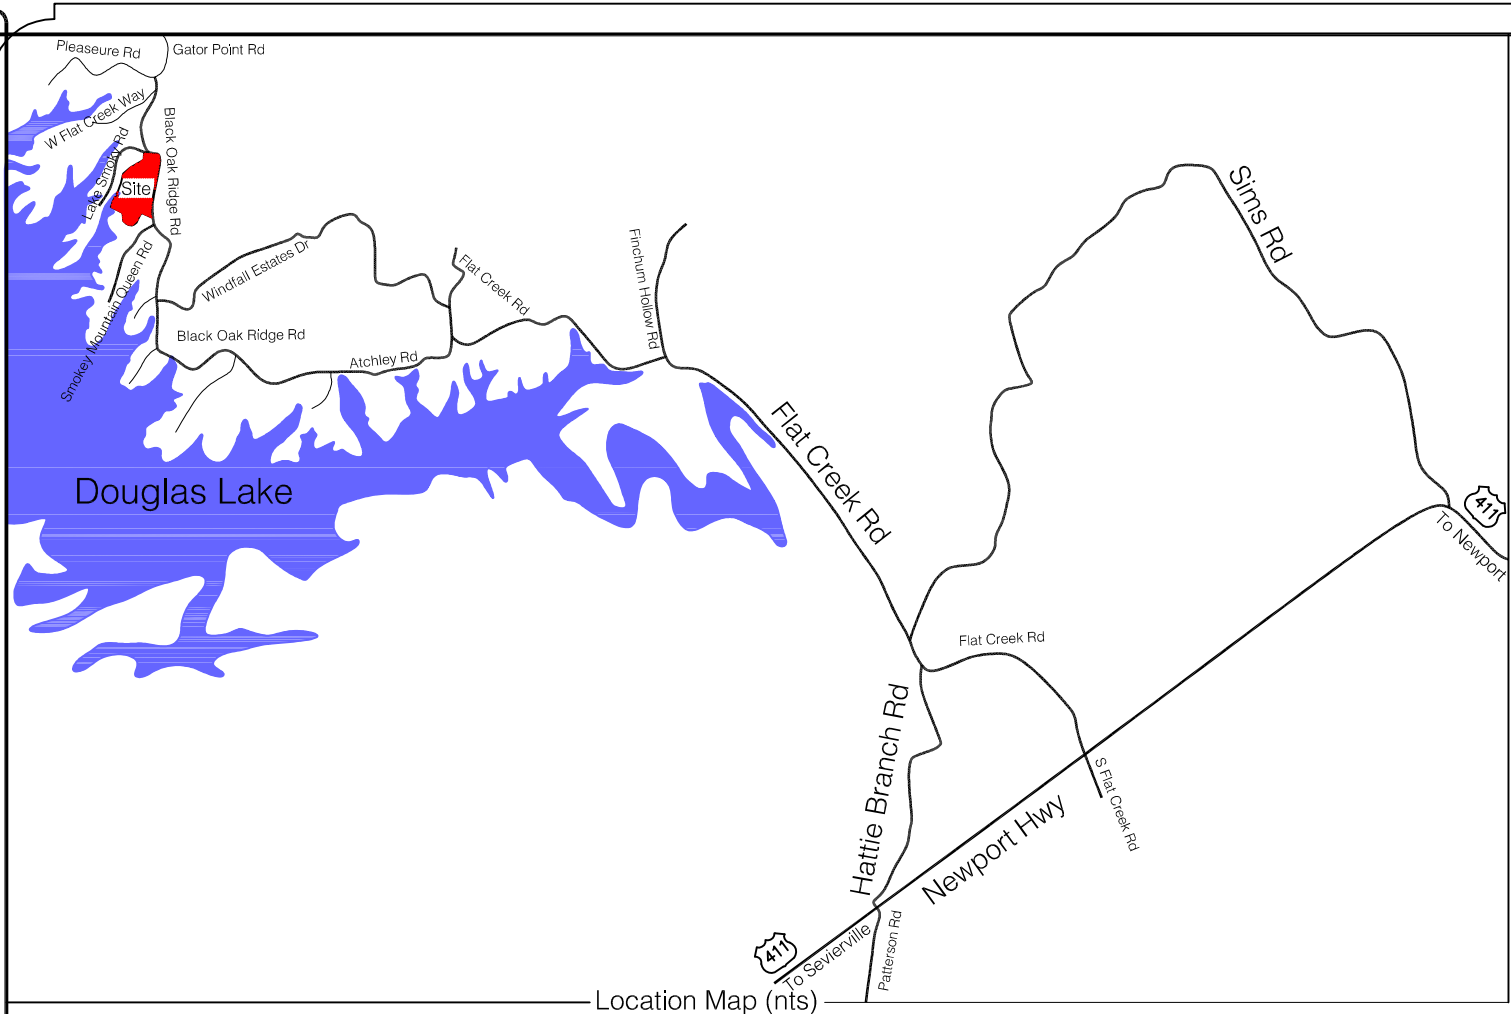 Pleaseure Rd
Gator Point Rd
W Flat Creek Way
Black Oak Ridge Rd
Lake Smoky Rd
Site
Sims Rd
Smokey Mountain Queen Rd
Windfall Estates Dr
Flat Creek Rd
Finchum Hollow Rd
Black Oak Ridge Rd
Atchley Rd
Flat Creek Rd
Douglas Lake
411
To Newport
Flat Creek Rd
Hattie Branch Rd
S Flat Creek Rd
Newport Hwy
411
To Sevierville
Patterson Rd
Location Map (nts)